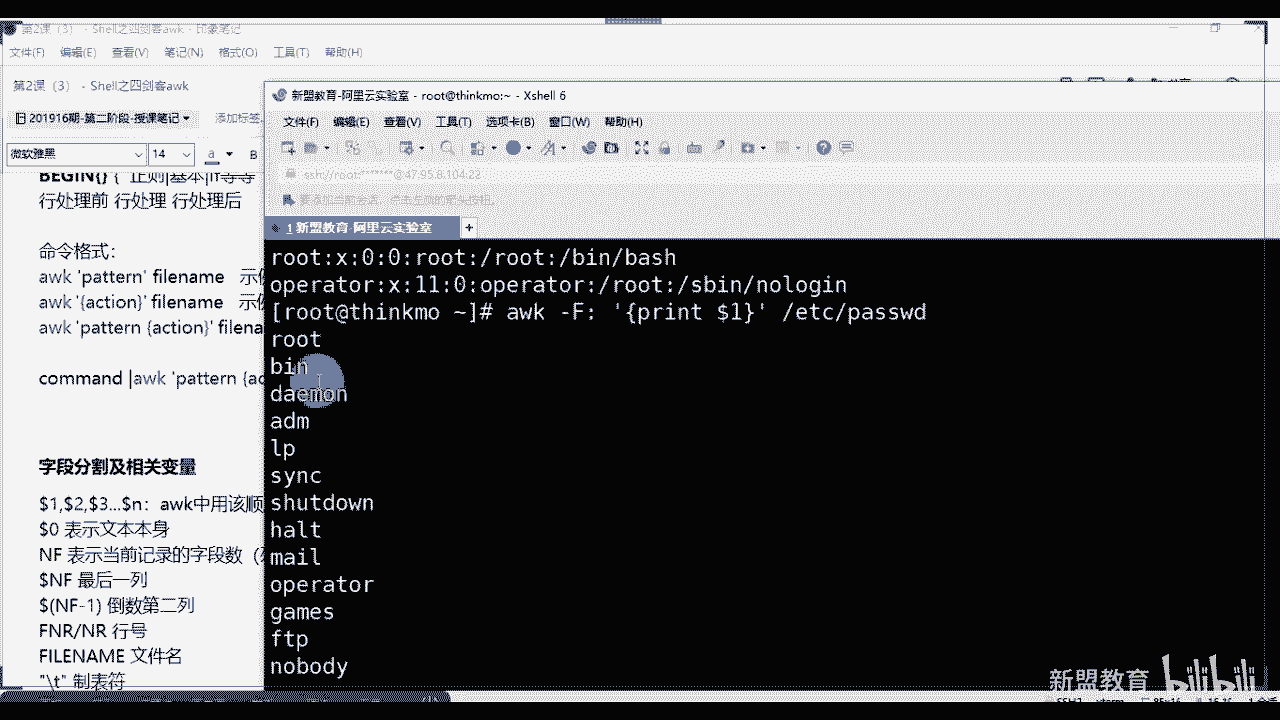 第2课（3） - Shell之四剑客awk - 印象笔记
文件(F) 编辑(E) 查看(V) 笔记(N) 格式(O) 工具(T) 帮助(H)
第2课（3） - Shell之四剑客awk
201916期-第二阶段-授课笔记 添加标签
微软雅黑 14 a B
BEGIN{} { 正则|基本|if等等
行处理前 行处理 行处理后
命令格式：
awk 'pattern' filename 示
awk '{action}' filename 示
awk 'pattern {action}' filena
command |awk 'pattern {ac
字段分割及相关变量
$1,$2,$3...$n：awk中用该顺
$0 表示文本本身
NF 表示当前记录的字段数（
$NF 最后一列
$(NF-1) 倒数第二列
FNR/NR 行号
FILENAME 文件名
"\t" 制表符
新盟教育-阿里云实验室 - root@thinkmo:~ - Xshell 6
文件(F) 编辑(E) 查看(V) 工具(T) 选项卡(B) 窗口(W) 帮助(H)
ssh://root:*******@47.95.8.104:22
要添加当前会话，点击左侧的箭头按钮。
1 新盟教育-阿里云实验室 +
root:x:0:0:root:/root:/bin/bash
operator:x:11:0:operator:/root:/sbin/nologin
[root@thinkmo ~]# awk -F: '{print $1}' /etc/passwd
root
bin
daemon
adm
lp
sync
shutdown
halt
mail
operator
games
ftp
nobody
新盟教育 bilibili